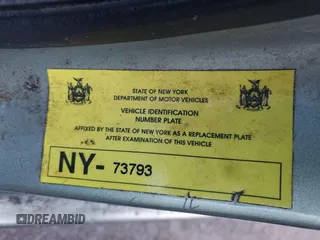 STATE OF NEW YORK
DEPARTMENT OF MOTOR VEHICLES
VEHICLE IDENTIFICATION
NUMBER PLATE
AFFIXED BY THE STATE OF NEW YORK AS A REPLACEMENT PLATE
AFTER EXAMINATION OF THIS VEHICLE
NY- 73793
DREAMBID